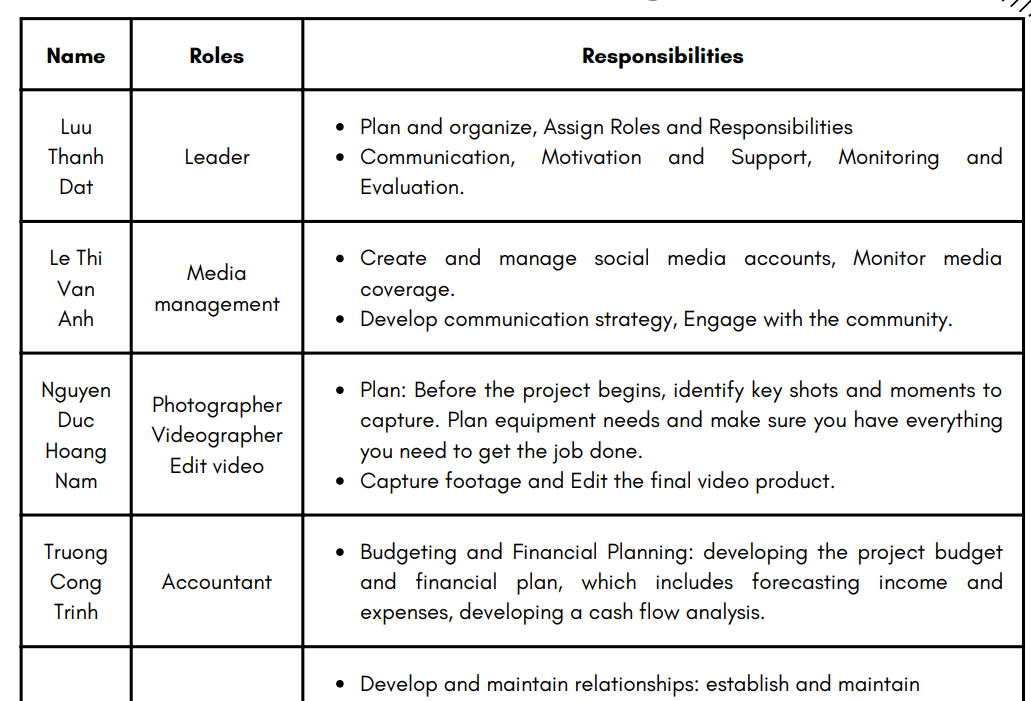 Name
Roles
Responsibilities
Luu
Thanh
Dat
Leader
• Plan and organize, Assign Roles and Responsibilities
• Communication, Motivation and Support, Monitoring and
Evaluation.
Le Thi
Van
Anh
Media
management
• Create and manage social media accounts, Monitor media
coverage.
• Develop communication strategy, Engage with the community.
Nguyen
Duc
Hoang
Nam
Photographer
Videographer
Edit video
• Plan: Before the project begins, identify key shots and moments to
capture. Plan equipment needs and make sure you have everything
you need to get the job done.
• Capture footage and Edit the final video product.
Truong
Cong
Trinh
Accountant
• Budgeting and Financial Planning: developing the project budget
and financial plan, which includes forecasting income and
expenses, developing a cash flow analysis.
• Develop and maintain relationships: establish and maintain